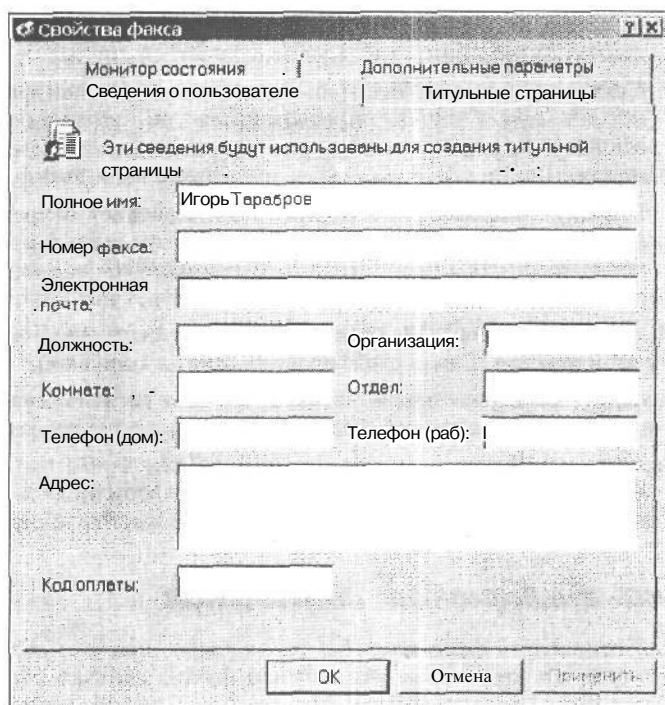 Свойства факса
Монитор состояния Дополнительные параметры
Сведения о пользователе Титульные страницы
Эти сведения будут использованы для создания титульной
страницы
Полное имя: Игорь Тарабров
Номер факса:
Электронная
почта:
Должность: Организация:
Комната: Отдел:
Телефон (дом): Телефон (раб):
Адрес:
Код оплаты:
OK Отмена Применить